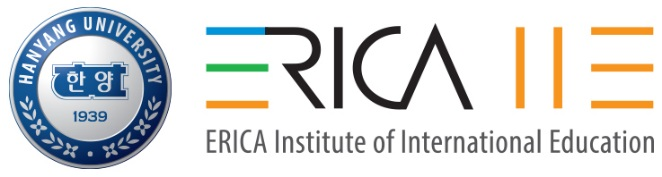 HANYANG UNIVERSITY
한양
1939
ERICA IIE
ERICA Institute of International Education